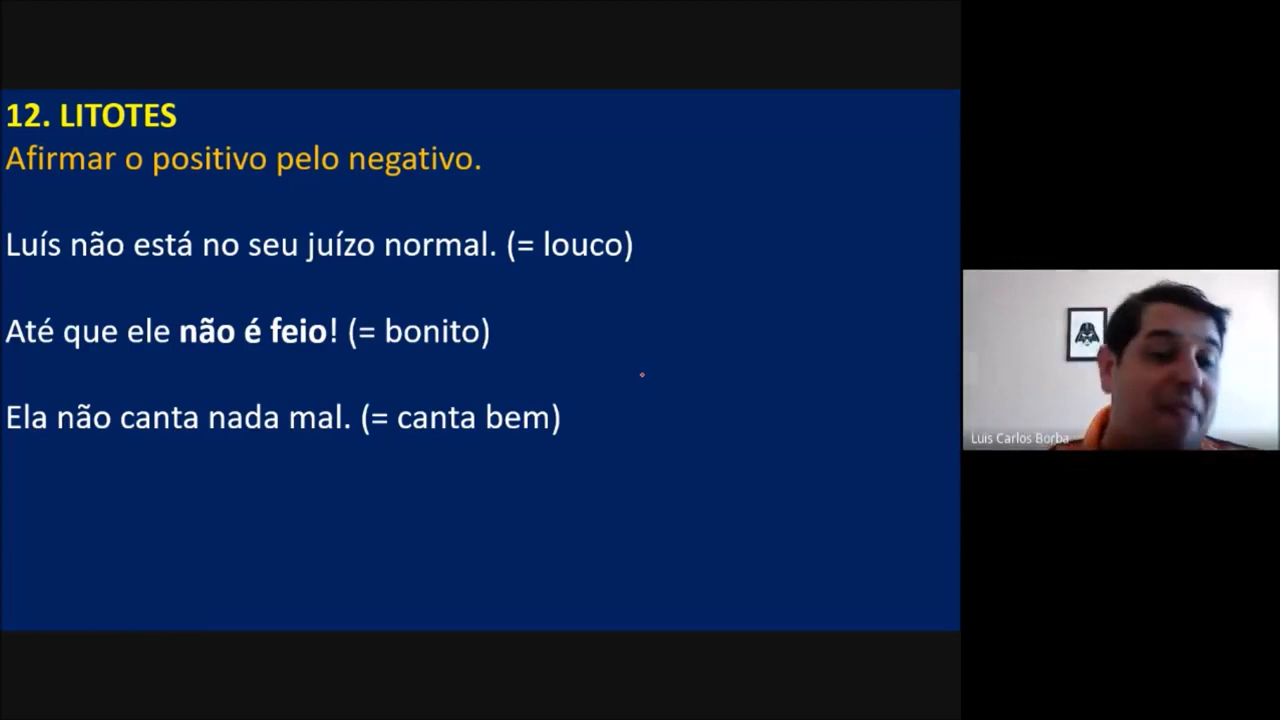 12. LITOTES
Afirmar o positivo pelo negativo.
Luís não está no seu juízo normal. (= louco)
Até que ele não é feio! (= bonito)
Ela não canta nada mal. (= canta bem)
Luis Carlos Borba